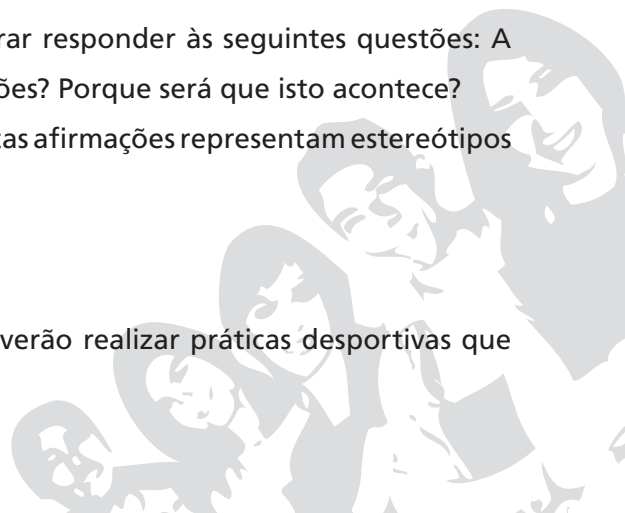 rar responder às seguintes questões: A
ões? Porque será que isto acontece?
tas afirmações representam estereótipos
verão realizar práticas desportivas que